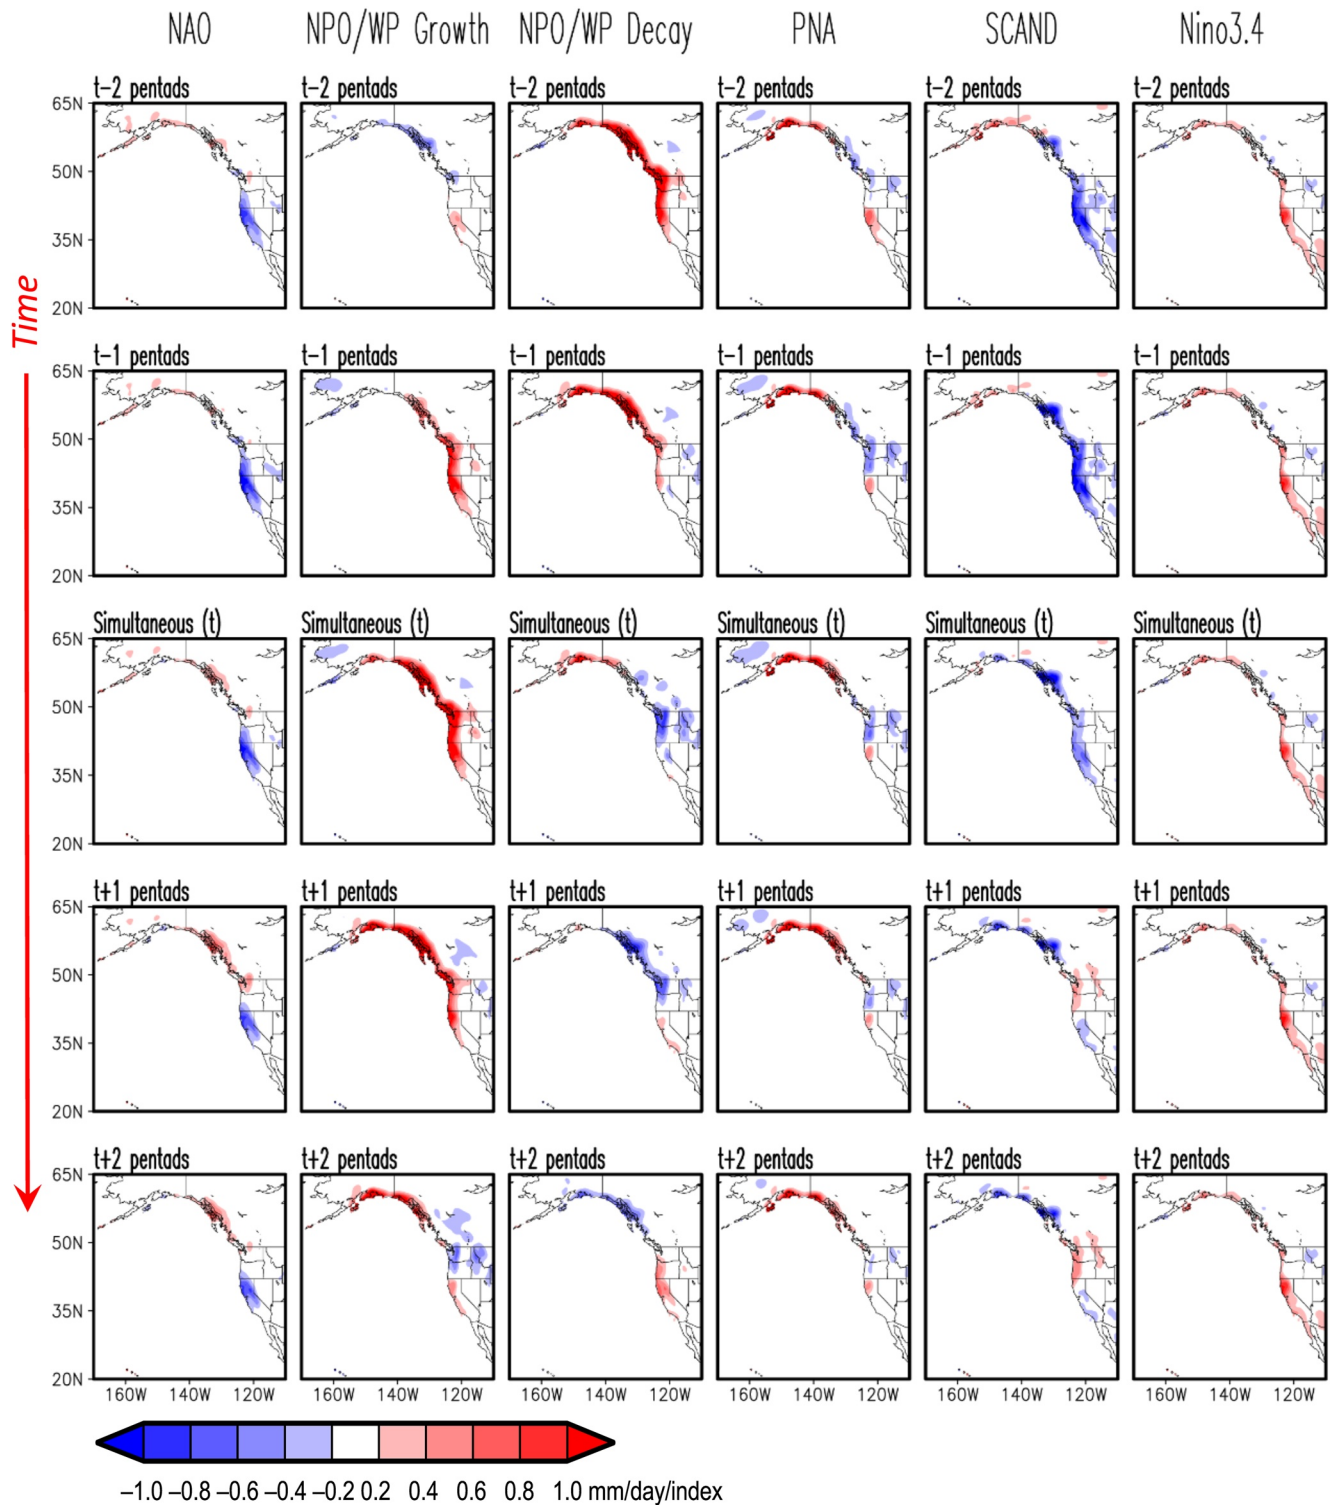 NAO NPO/WP Growth NPO/WP Decay PNA SCAND Nino3.4
t−2 pentads t−2 pentads t−2 pentads t−2 pentads t−2 pentads t−2 pentads
65N
50N
35N
20N
Time
t−1 pentads t−1 pentads t−1 pentads t−1 pentads t−1 pentads t−1 pentads
65N
50N
35N
20N
Simultaneous (t) Simultaneous (t) Simultaneous (t) Simultaneous (t) Simultaneous (t) Simultaneous (t)
65N
50N
35N
20N
t+1 pentads t+1 pentads t+1 pentads t+1 pentads t+1 pentads t+1 pentads
65N
50N
35N
20N
t+2 pentads t+2 pentads t+2 pentads t+2 pentads t+2 pentads t+2 pentads
65N
50N
35N
20N
160W 140W 120W 160W 140W 120W 160W 140W 120W 160W 140W 120W 160W 140W 120W 160W 140W 120W
–1.0 –0.8 –0.6 –0.4 –0.2 0.2 0.4 0.6 0.8 1.0 mm/day/index